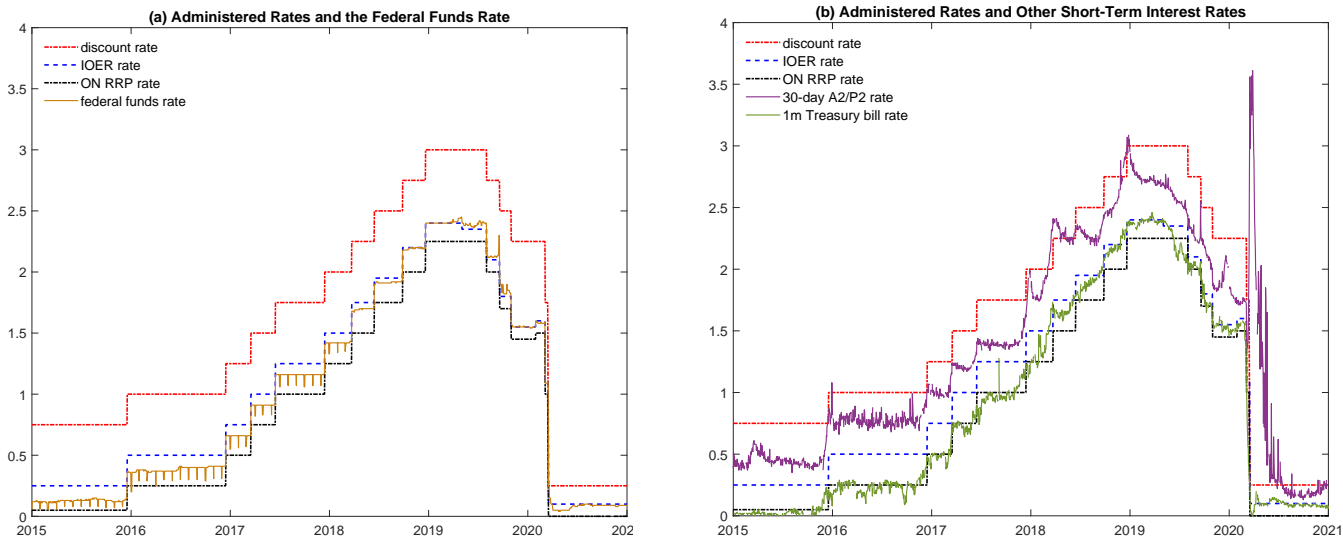 (a) Administered Rates and the Federal Funds Rate
4
3.5
3
2.5
2
1.5
1
0.5
0
discount rate
IOER rate
ON RRP rate
federal funds rate
2015 2016 2017 2018 2019 2020 202
(b) Administered Rates and Other Short-Term Interest Rates
4
3.5
3
2.5
2
1.5
1
0.5
0
discount rate
IOER rate
ON RRP rate
30-day A2/P2 rate
1m Treasury bill rate
2015 2016 2017 2018 2019 2020 2021